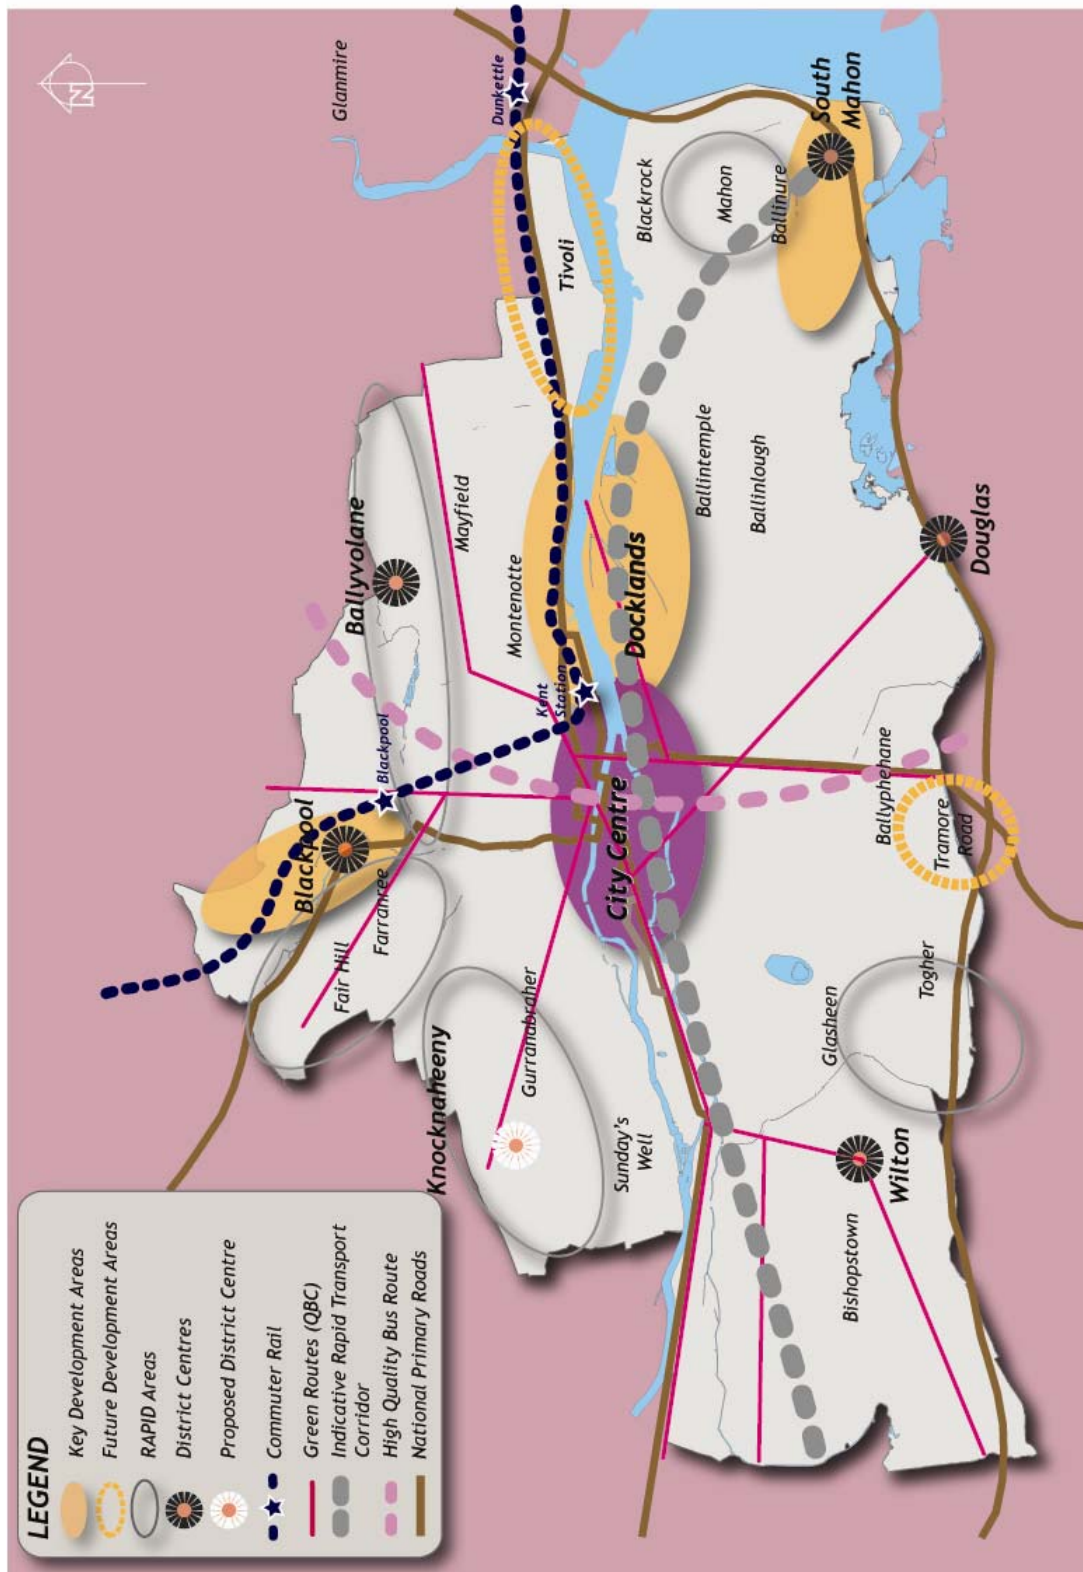 LEGEND
Key Development Areas
Future Development Areas
RAPID Areas
District Centres
Proposed District Centre
Commuter Rail
Green Routes (QBC)
Indicative Rapid Transport
Corridor
High Quality Bus Route
National Primary Roads
N
Glanmire
Dunkettle
Ballyvolane
Mayfield
Blackpool
Blackpool
Farranree
Fair Hill
Knocknaheeny
Gurranabraher
Sunday's
Well
Montenotte
Kent
Station
Tivoli
City Centre
Docklands
Blackrock
Mahon
Ballinure
South
Mahon
Ballintemple
Ballinlough
Douglas
Ballyphehane
Tramore
Road
Glasheen
Togher
Wilton
Bishopstown